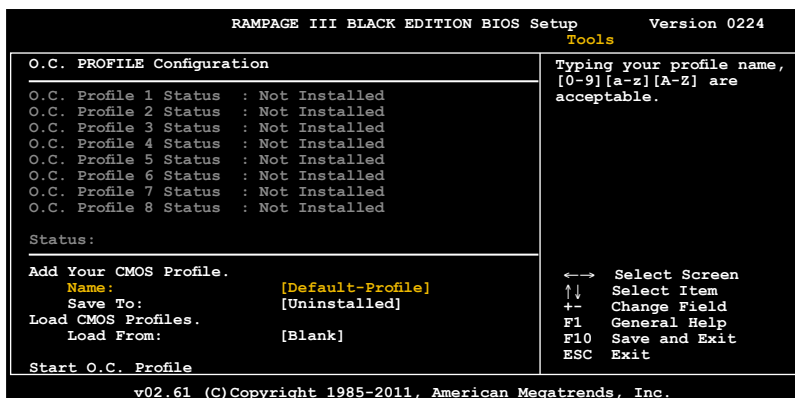 RAMPAGE III BLACK EDITION BIOS Setup Version 0224
Tools
O.C. PROFILE Configuration
O.C. Profile 1 Status : Not Installed
O.C. Profile 2 Status : Not Installed
O.C. Profile 3 Status : Not Installed
O.C. Profile 4 Status : Not Installed
O.C. Profile 5 Status : Not Installed
O.C. Profile 6 Status : Not Installed
O.C. Profile 7 Status : Not Installed
O.C. Profile 8 Status : Not Installed
Status:
Add Your CMOS Profile.
Name: [Default-Profile]
Save To: [Uninstalled]
Load CMOS Profiles.
Load From: [Blank]
Start O.C. Profile
Typing your profile name,
[0-9][a-z][A-Z] are
acceptable.
←→ Select Screen
↑↓ Select Item
+- Change Field
F1 General Help
F10 Save and Exit
ESC Exit
v02.61 (C)Copyright 1985-2011, American Megatrends, Inc.